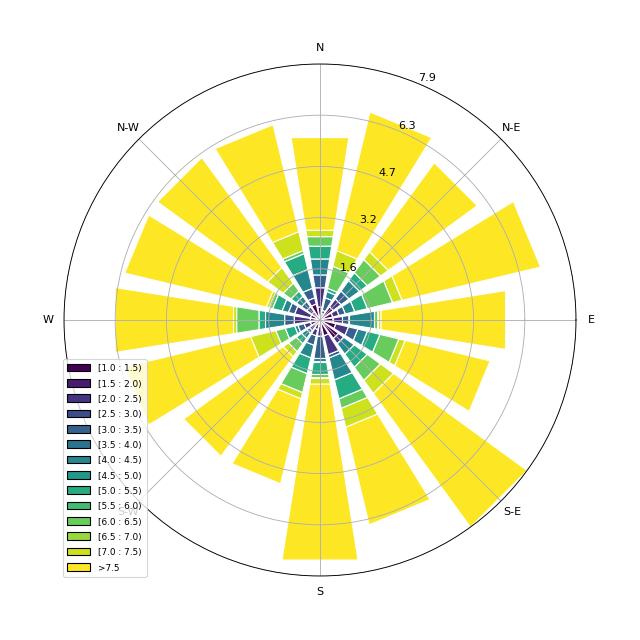 N
7.9
N-W
6.3
N-E
4.7
3.2
1.6
W
E
[1.0 : 1.5)
[1.5 : 2.0)
[2.0 : 2.5)
[2.5 : 3.0)
[3.0 : 3.5)
[3.5 : 4.0)
[4.0 : 4.5)
[4.5 : 5.0)
[5.0 : 5.5)
[5.5 : 6.0)
[6.0 : 6.5)
[6.5 : 7.0)
[7.0 : 7.5)
>7.5
S-W
S-E
S